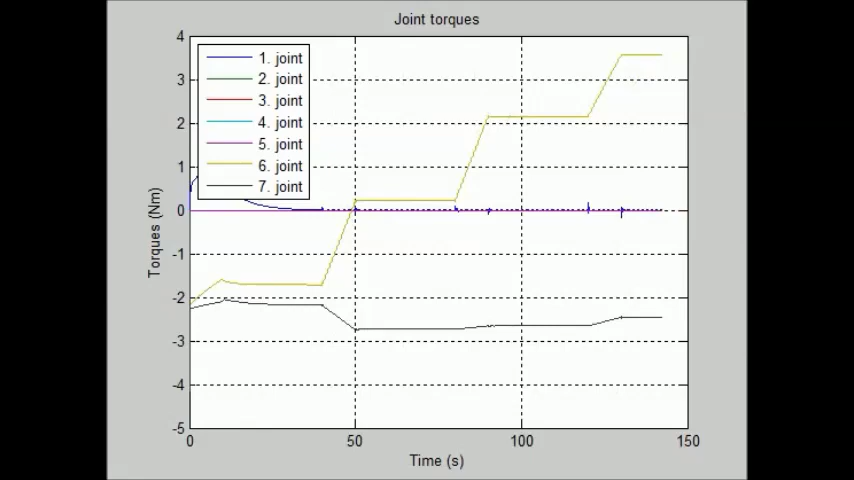 Joint torques
4
3
2
1
0
-1
-2
-3
-4
-5
1. joint
2. joint
3. joint
4. joint
5. joint
6. joint
7. joint
Torques (Nm)
0
50
100
150
Time (s)